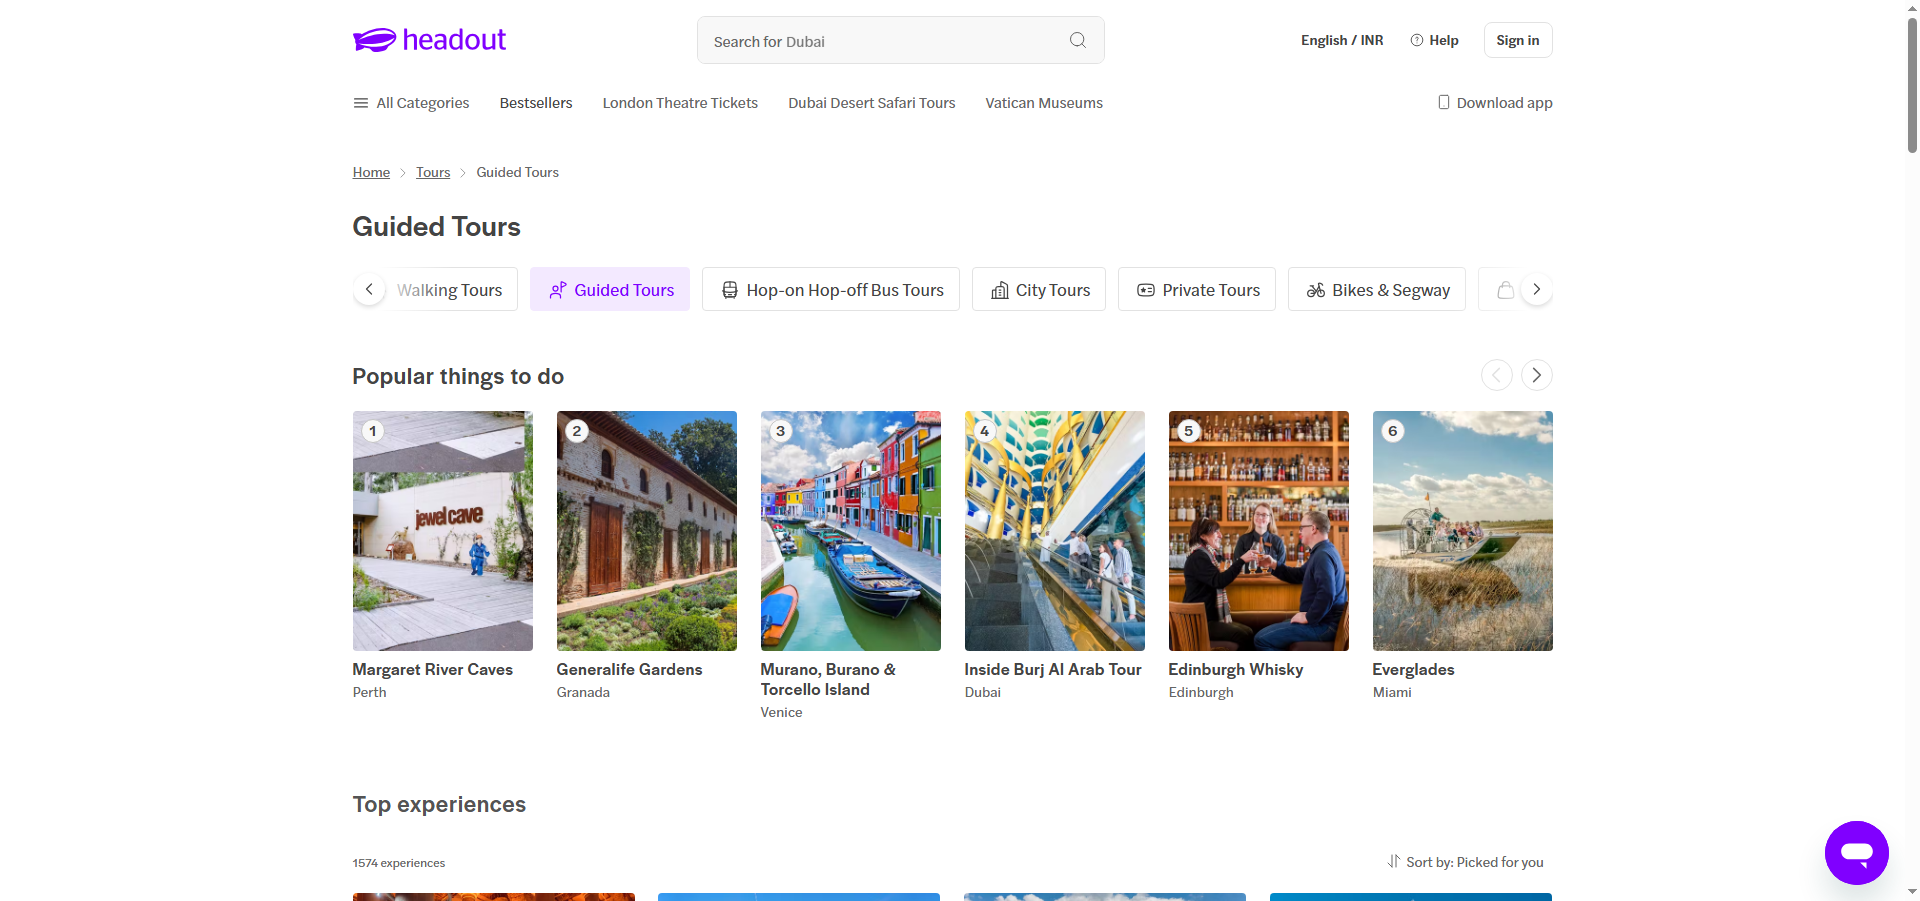 headout
Search for Dubai
English / INR
Help
Sign in
All Categories
Bestsellers
London Theatre Tickets
Dubai Desert Safari Tours
Vatican Museums
Download app
Home
Tours
Guided Tours
Guided Tours
Walking Tours
Guided Tours
Hop-on Hop-off Bus Tours
City Tours
Private Tours
Bikes & Segway
Popular things to do
1
2
3
4
5
6
jewel cave
Margaret River Caves
Perth
Generalife Gardens
Granada
Murano, Burano &
Torcello Island
Venice
Inside Burj Al Arab Tour
Dubai
Edinburgh Whisky
Edinburgh
Everglades
Miami
Top experiences
1574 experiences
Sort by: Picked for you